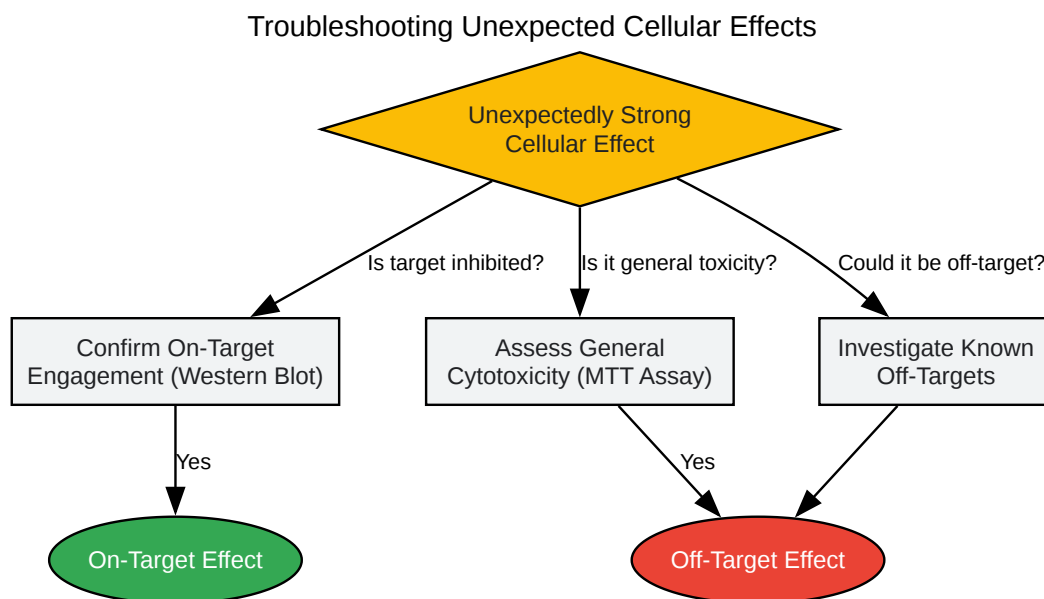 Troubleshooting Unexpected Cellular Effects
Unexpectedly Strong
Cellular Effect
Is target inhibited?
Is it general toxicity?
Could it be off-target?
Confirm On-Target
Engagement (Western Blot)
Assess General
Cytotoxicity (MTT Assay)
Investigate Known
Off-Targets
Yes
Yes
On-Target Effect
Off-Target Effect